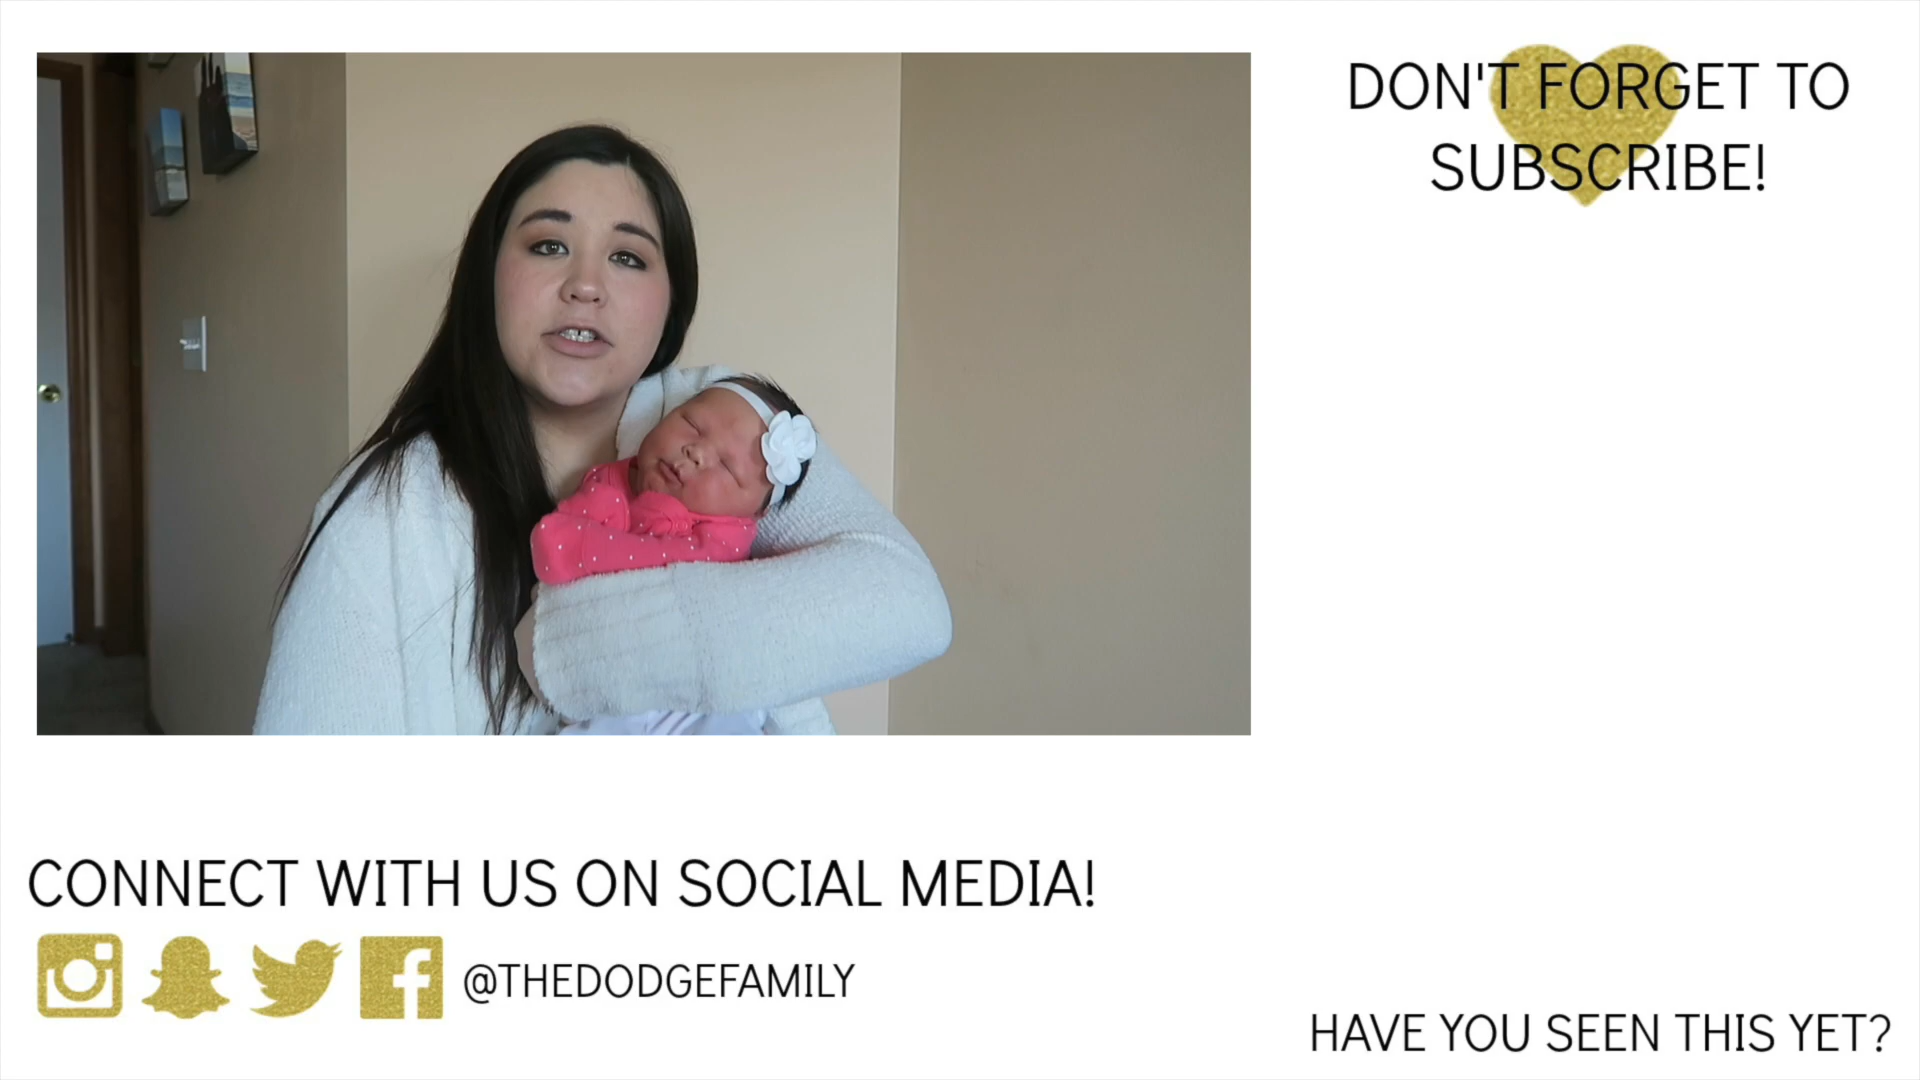 DON'T FORGET TO
SUBSCRIBE!
CONNECT WITH US ON SOCIAL MEDIA!
@THEDODGEFAMILY
HAVE YOU SEEN THIS YET?